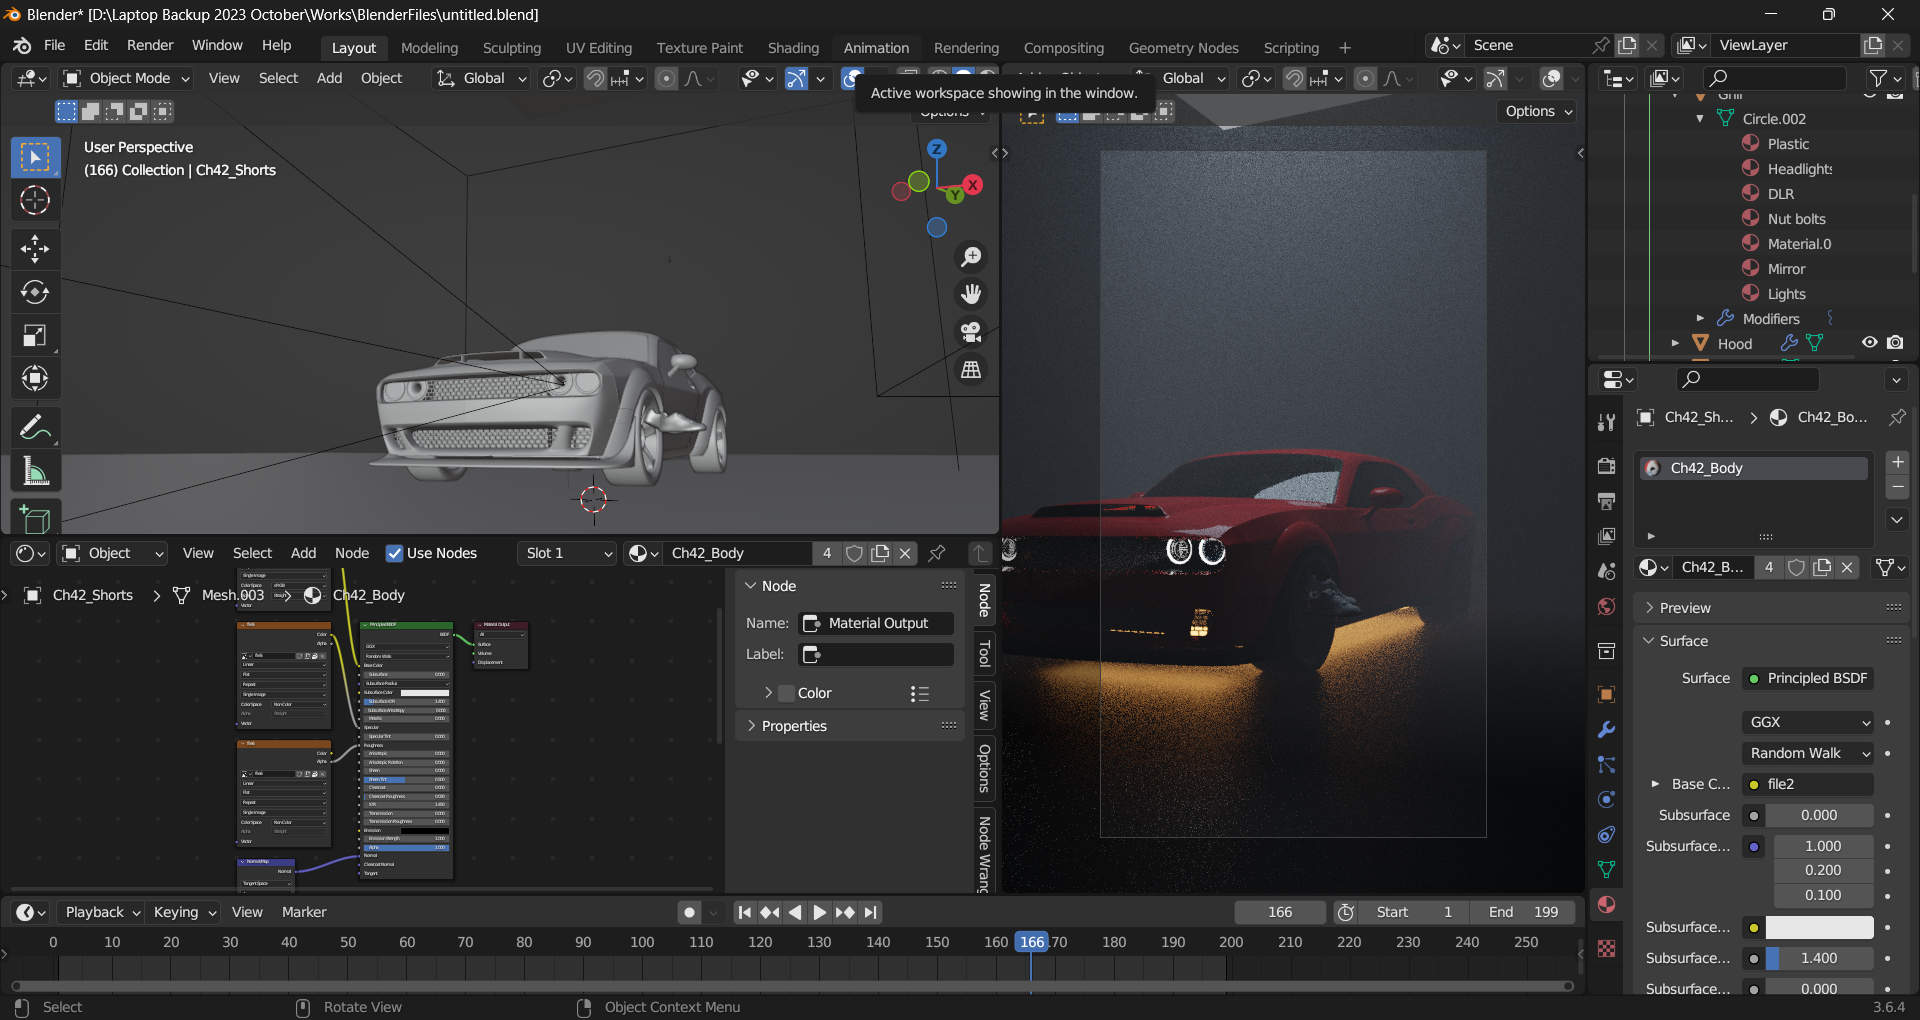 Blender* [D:\Laptop Backup 2023 October\Works\BlenderFiles\untitled.blend]
File Edit Render Window Help Layout Modeling Sculpting UV Editing Texture Paint Shading Animation Rendering Compositing Geometry Nodes Scripting + Scene ViewLayer
Object Mode View Select Add Object Global Global
Active workspace showing in the window.
Options
User Perspective
(166) Collection | Ch42_Shorts
Z
X
Y
Circle.002
Plastic
Headlights
DLR
Nut bolts
Material.0
Mirror
Lights
Modifiers
Hood
Ch42_Sh... Ch42_Bo...
Ch42_Body
Ch42_B... 4
Preview
Surface
Surface Principled BSDF
GGX
Random Walk
Base C... file2
Subsurface 0.000
Subsurface... 1.000
0.200
0.100
Subsurface...
Subsurface... 1.400
Subsurface... 0.000
Object View Select Add Node Use Nodes Slot 1 Ch42_Body 4
Ch42_Shorts > Mesh.003 > Ch42_Body
Node
Name: Material Output
Label:
Color
Properties
Node
Tool
View
Options
Node Wrang
Playback Keying View Marker 166 Start 1 End 199
0 10 20 30 40 50 60 70 80 90 100 110 120 130 140 150 160 166 70 180 190 200 210 220 230 240 250
Select Rotate View Object Context Menu 3.6.4